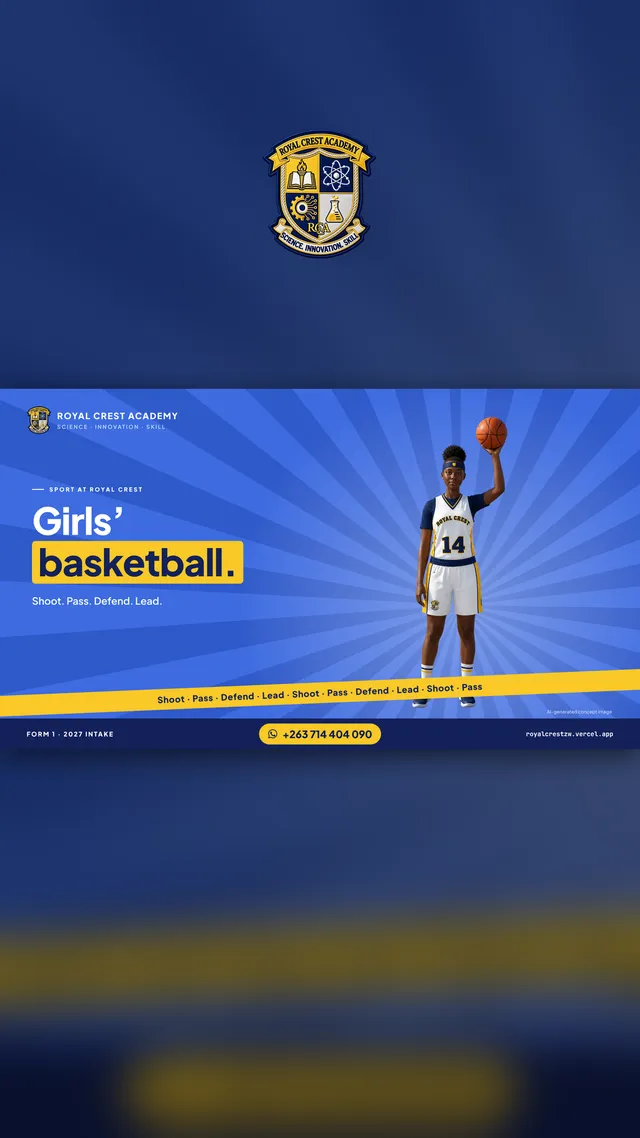 ROYAL CREST ACADEMY
RCA
SCIENCE. INNOVATION. SKILL
ROYAL CREST ACADEMY
SCIENCE · INNOVATION · SKILL
SPORT AT ROYAL CREST
Girls’
basketball.
Shoot. Pass. Defend. Lead.
ROYAL CREST
14
Shoot · Pass · Defend · Lead · Shoot · Pass · Defend · Lead · Shoot · Pass
AI-generated concept image
FORM 1 · 2027 INTAKE
+263 714 404 090
royalcrestzw.vercel.app